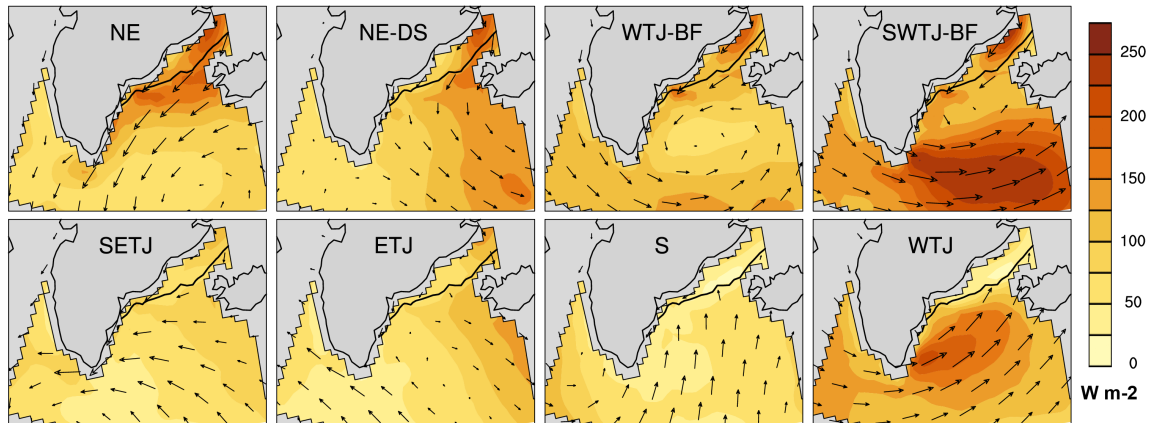 NE NE-DS WTJ-BF SWTJ-BF
250
200
150
SETJ ETJ S WTJ
100
50
0
W m-2